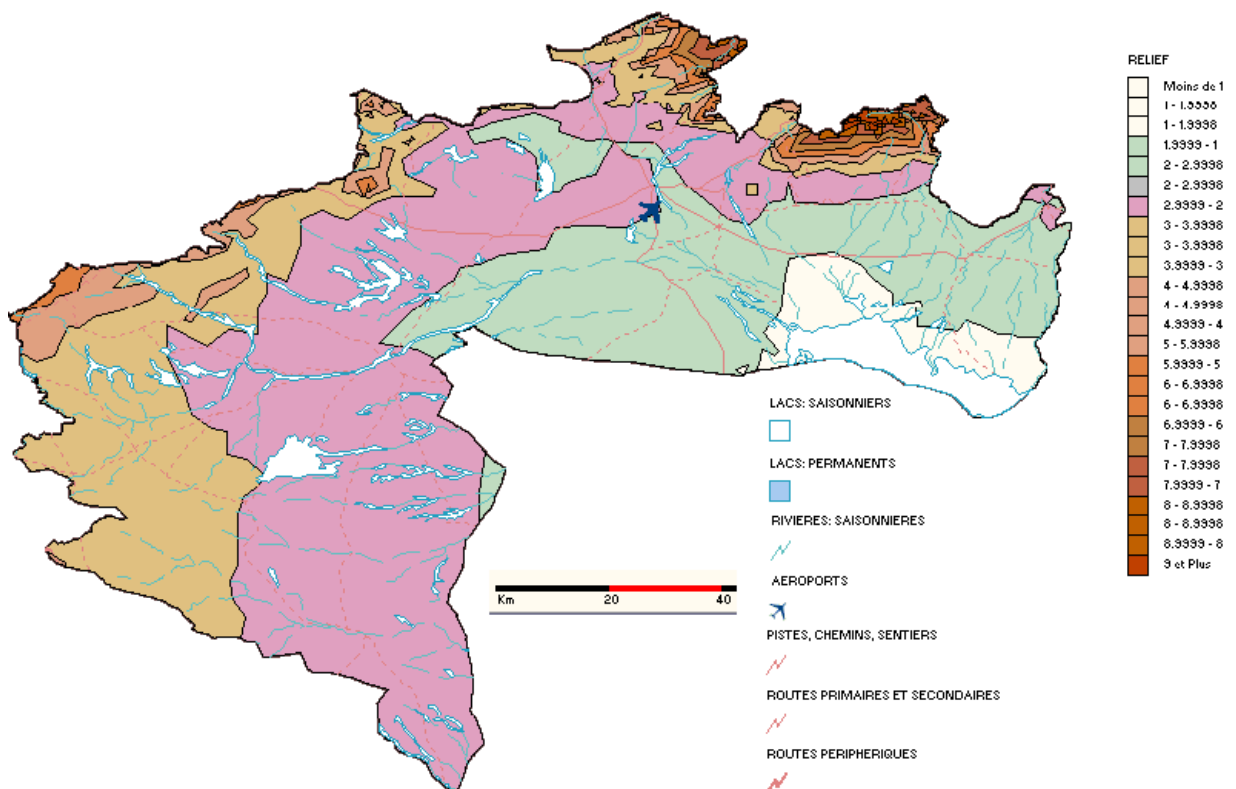 RELIEF
Moins de 1
1 - 1.9998
1 - 1.9998
1.9999 - 1
2 - 2.9998
2 - 2.9998
2.9999 - 2
3 - 3.9998
3 - 3.9998
3.9999 - 3
4 - 4.9998
4 - 4.9998
4.9999 - 4
5 - 5.9998
5.9999 - 5
6 - 6.9998
6 - 6.9998
6.9998 - 6
7 - 7.9998
7 - 7.9998
7.9999 - 7
8 - 8.9998
8 - 8.9998
8.9999 - 8
9 et Plus
LACS: SAISONNIERS
LACS: PERMANENTS
RIVIERES: SAISONNIERES
AEROPORTS
PISTES, CHEMINS, SENTIERS
ROUTES PRIMAIRES ET SECONDAIRES
ROUTES PERIPHERIQUES
Km 20 40